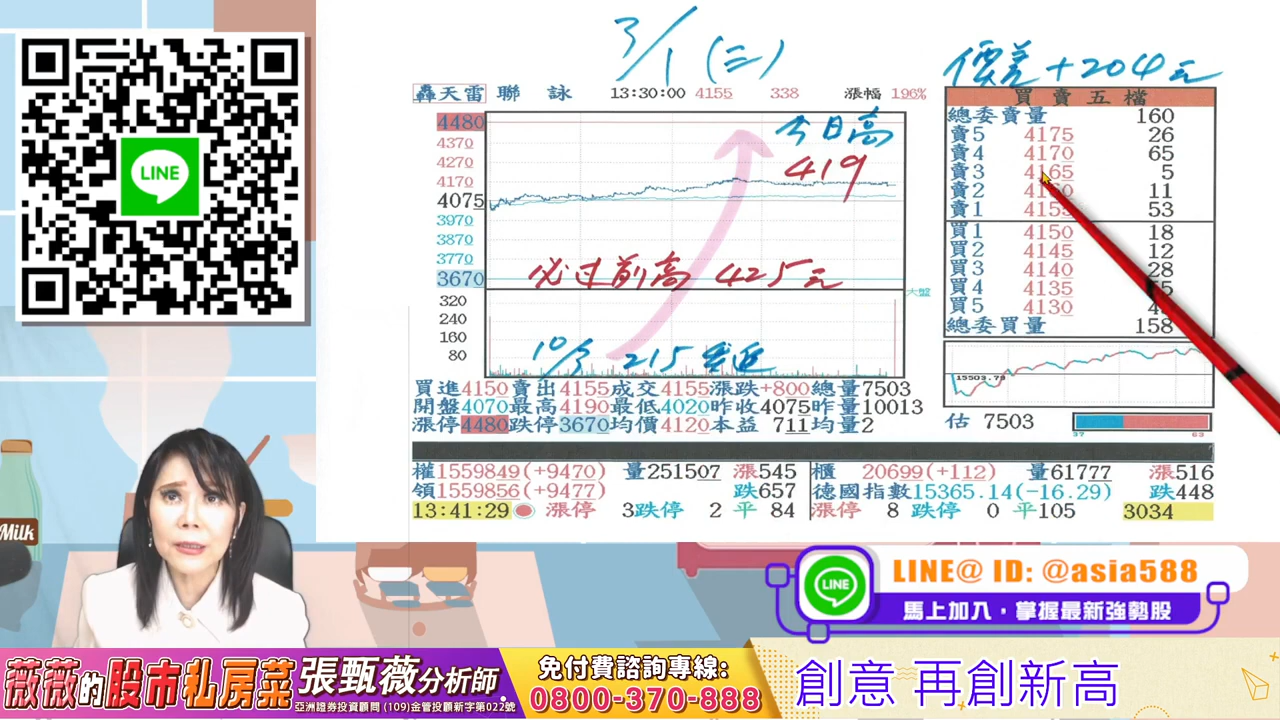 3/1 (三)
價差+204元
轟天雷 聯 詠 13:30:00 4155 338 漲幅 196%
買賣五檔
4480
4370
4270
4170
4075
3970
3870
3770
3670
320
240
160
80
今日高
419
必过前高 425元
大盤
總委賣量 160
賣5 4175 26
賣4 4170 65
賣3 4165 5
賣2 4160 11
賣1 4155 53
買1 4150 18
買2 4145 12
買3 4140 28
買4 4135
買5 4130
總委買量 158
15503.79
估 7503
37 63
買進4150賣出4155成交4155漲跌+800總量7503
開盤4070最高4190最低4020昨收4075昨量10013
漲停4480跌停3670均價4120本益 711均量2
權1559849(+9470) 量251507 漲545
領1559856(+9477) 跌657
13:41:29 漲停 3跌停 2 平 84
櫃 20699(+112) 量61777 漲516
德國指數15365.14(-16.29) 跌448
漲停 8 跌停 0 平105 3034
LINE
Milk
LINE
LINE@ ID: @asia588
馬上加入，掌握最新強勢股
薇薇的股市私房菜
張甄薇分析師
亞洲證券投資顧問 (109)金管投顧新字第022號
免付費諮詢專線:
0800-370-888
創意 再創新高